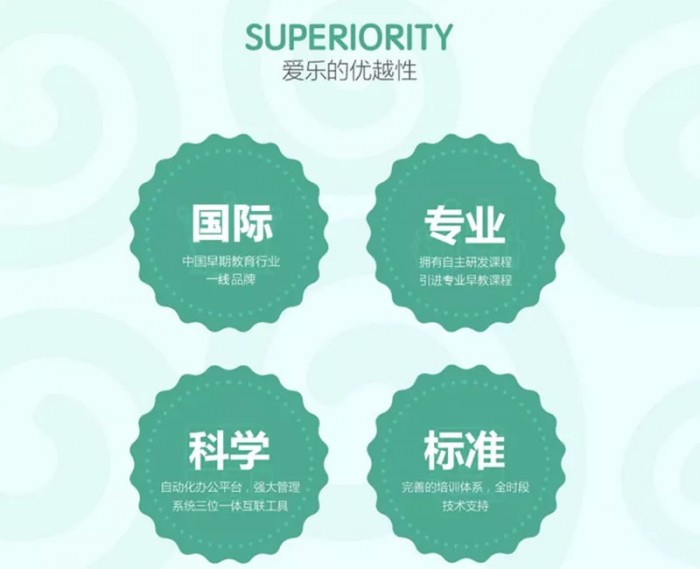 SUPERIORITY
爱乐的优越性
国际
中国早期教育行业
一线品牌
专业
拥有自主研发课程
引进专业早教课程
科学
自动化办公平台，强大管理
系统三位一体互联工具
标准
完善的培训体系，全时段
技术支持